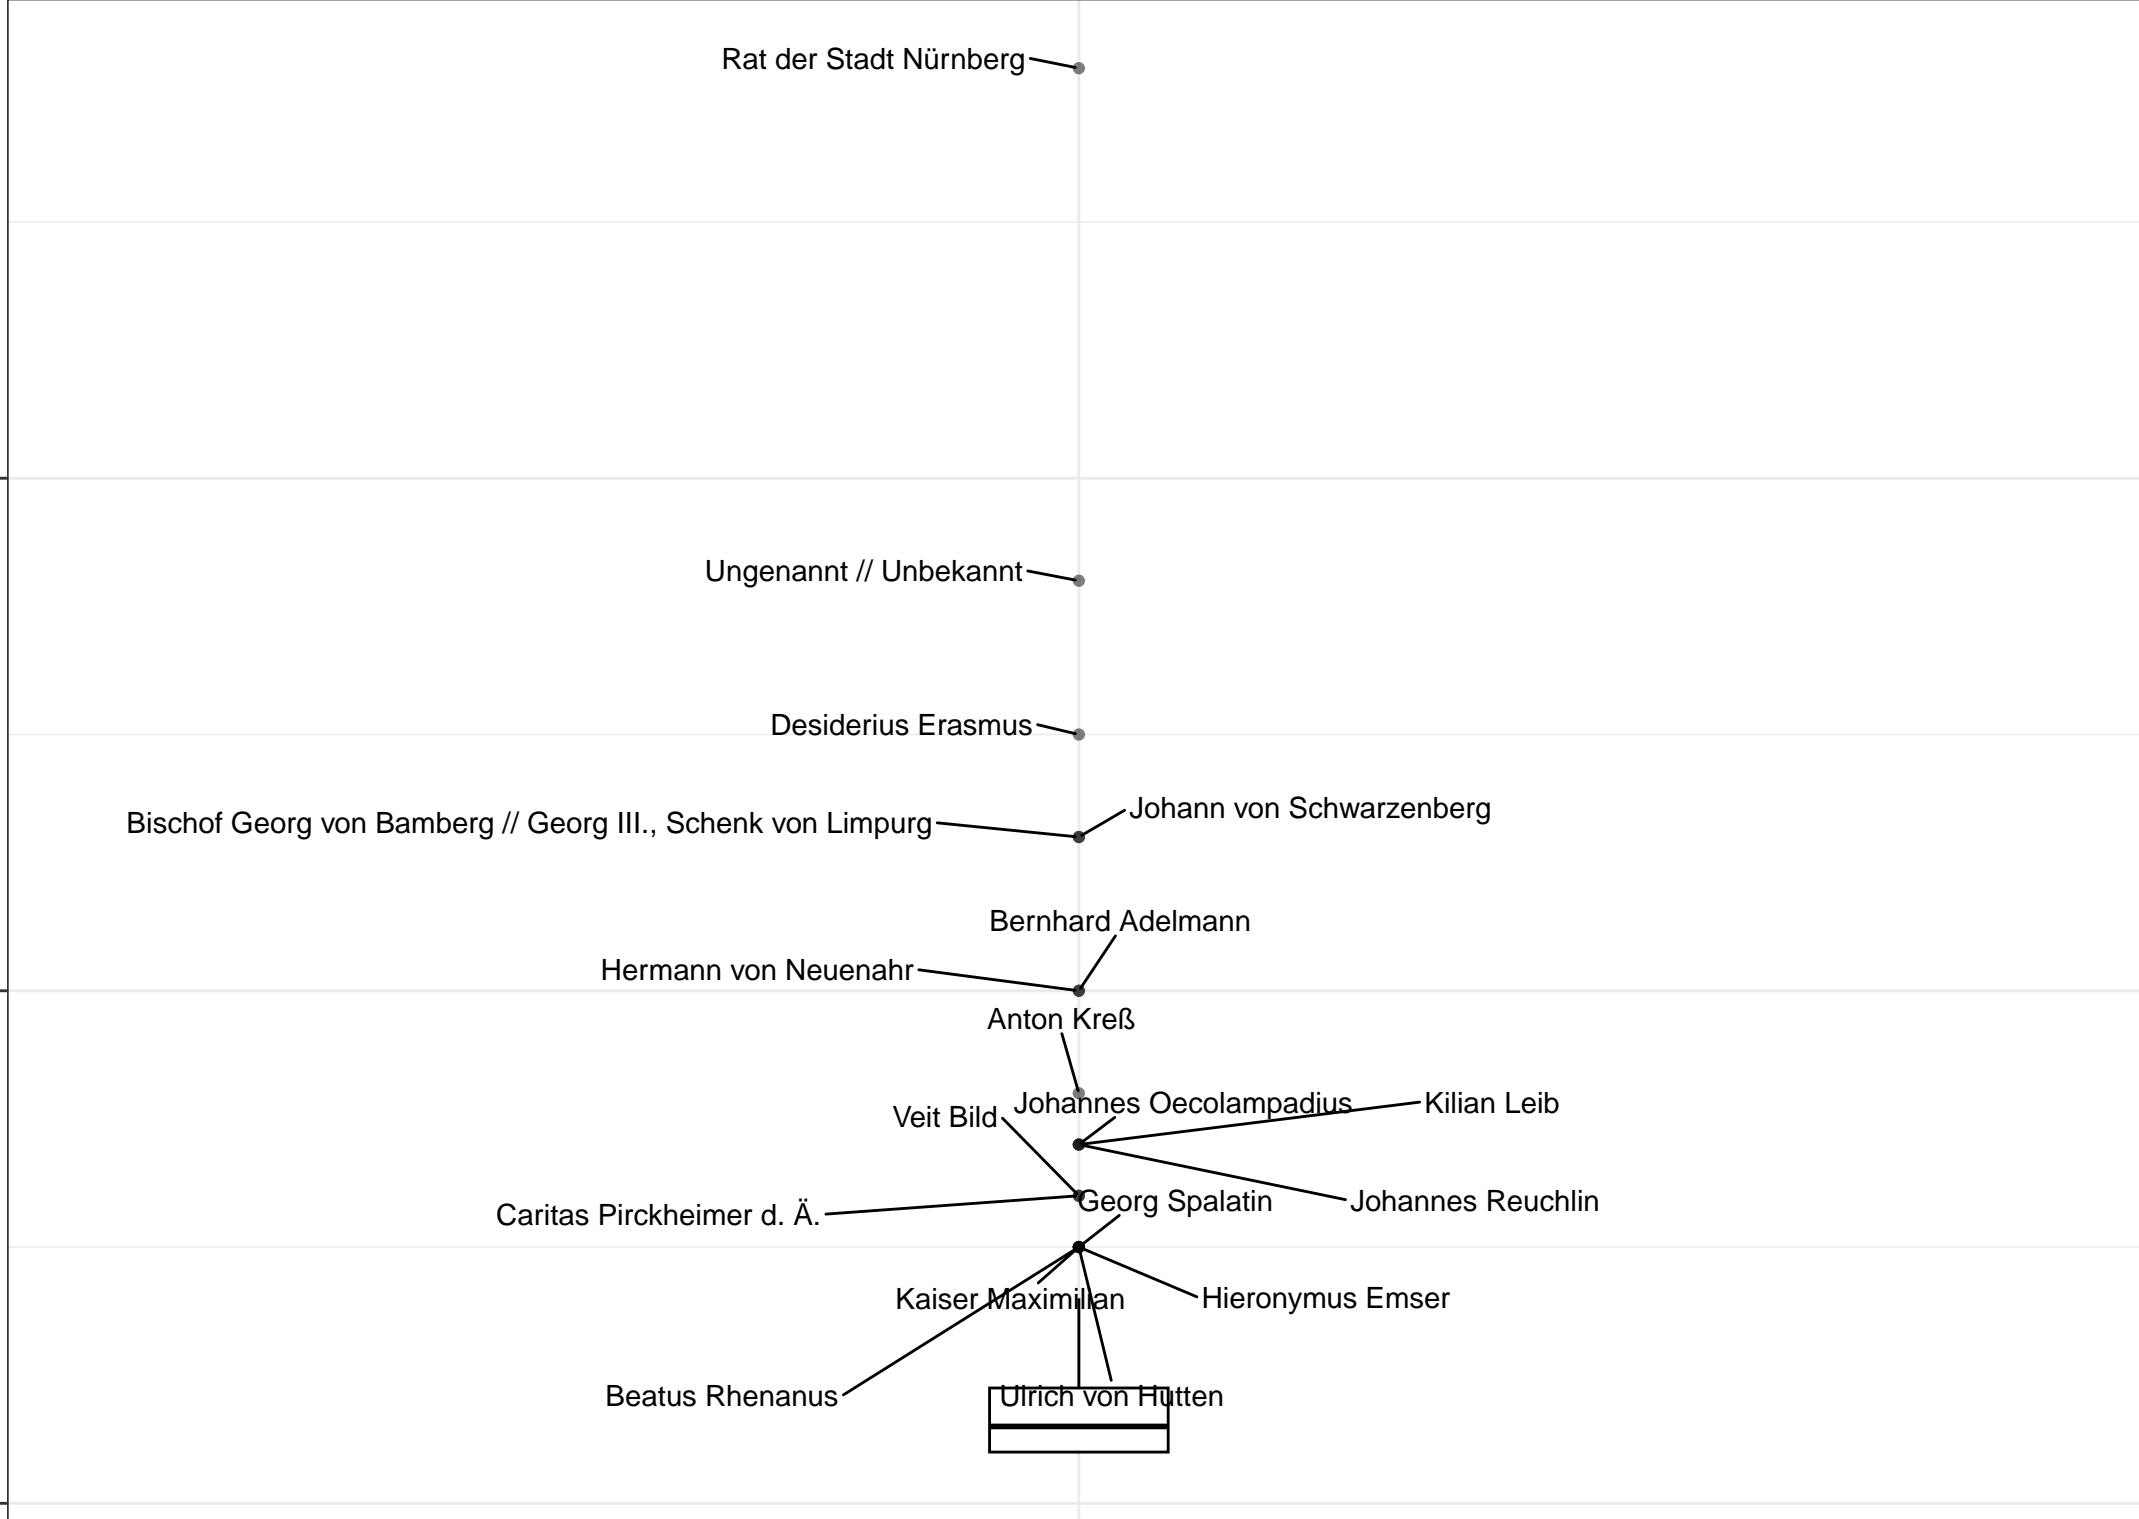 Rat der Stadt Nürnberg
Ungenannt // Unbekannt
Desiderius Erasmus
Johann von Schwarzenberg
Bischof Georg von Bamberg // Georg III., Schenk von Limpurg
Bernhard Adelmann
Hermann von Neuenahr
Anton Kreß
Johannes Oecolampadius
Kilian Leib
Veit Bild
Georg Spalatin
Johannes Reuchlin
Caritas Pirckheimer d. Ä.
Kaiser Maximilian
Hieronymus Emser
Beatus Rhenanus
Ulrich von Hutten